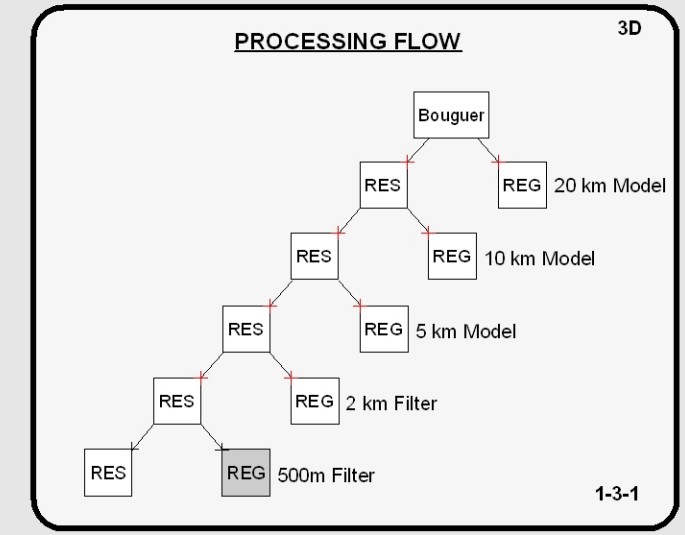 3D
PROCESSING FLOW
Bouguer
RES
REG 20 km Model
RES
REG 10 km Model
RES
REG 5 km Model
RES
REG 2 km Filter
RES
REG 500m Filter
1-3-1